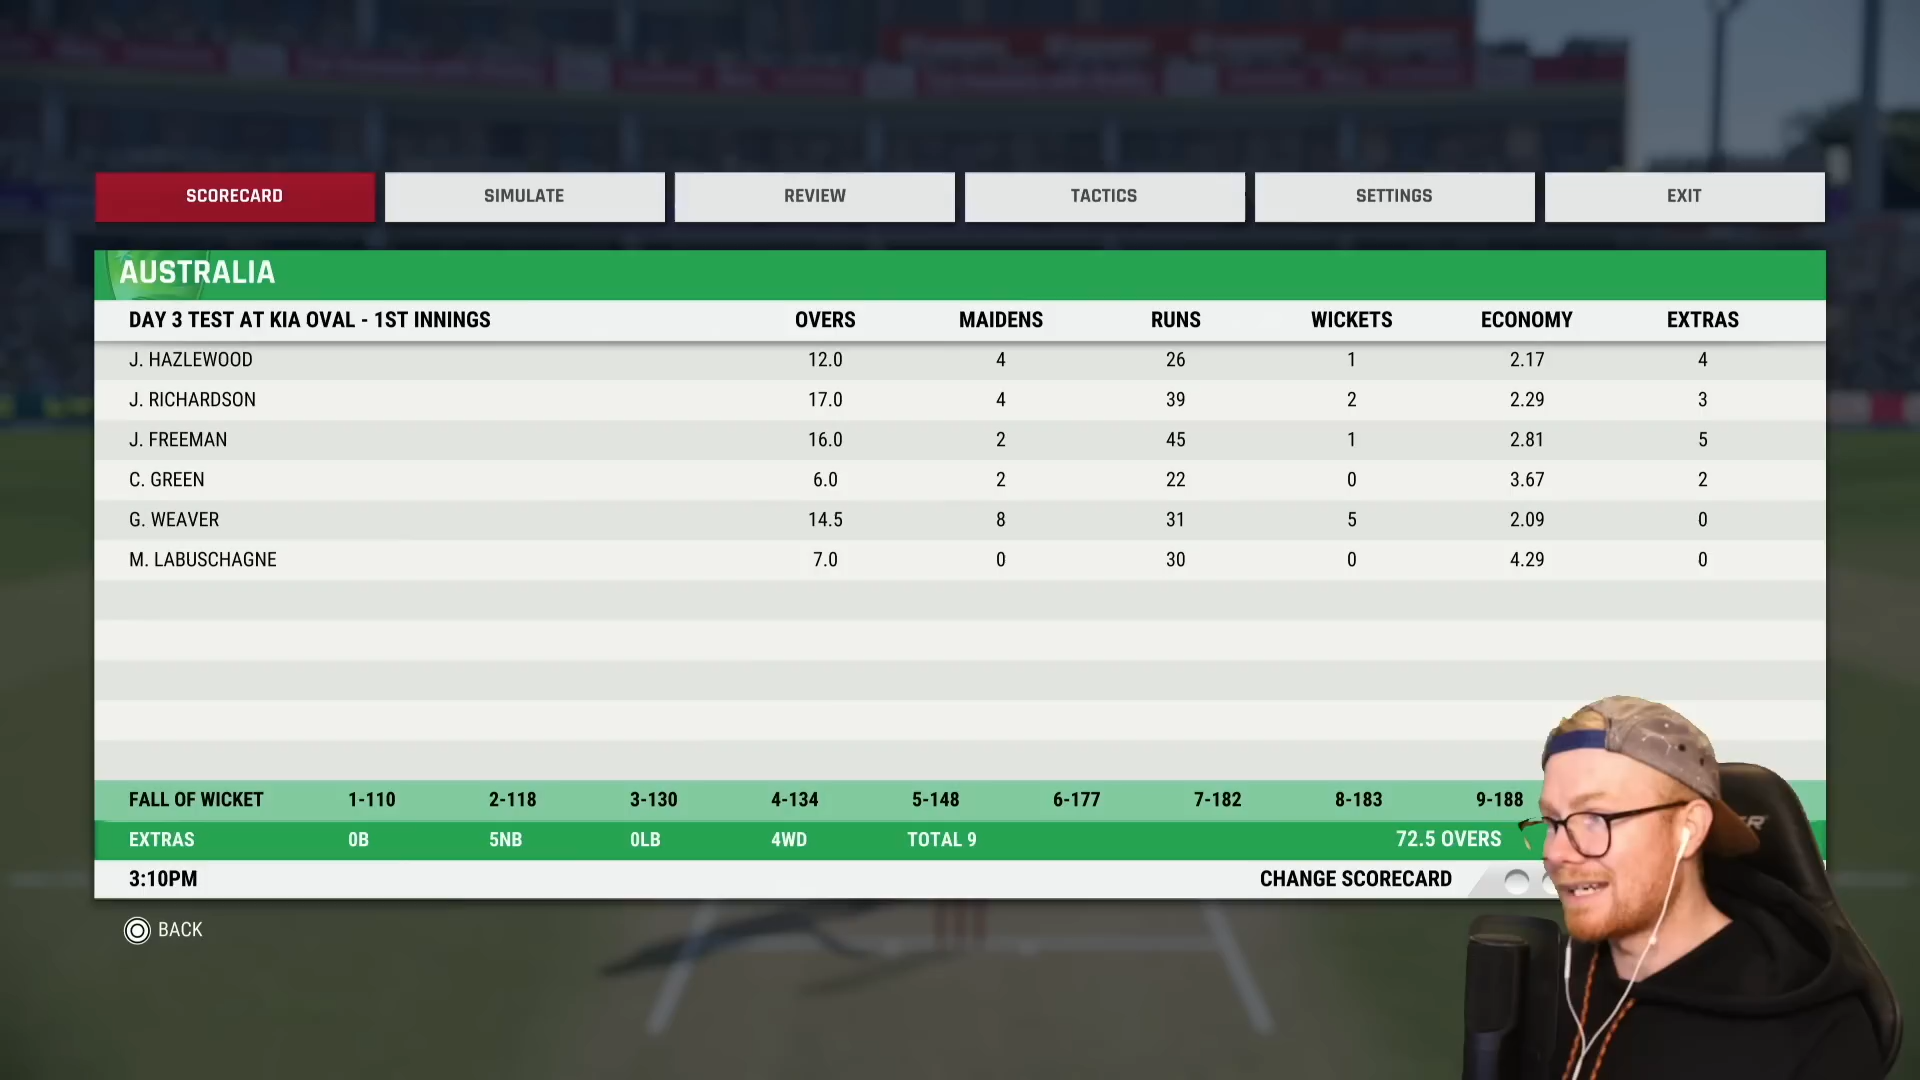 SCORECARD SIMULATE REVIEW TACTICS SETTINGS EXIT
AUSTRALIA
DAY 3 TEST AT KIA OVAL - 1ST INNINGS OVERS MAIDENS RUNS WICKETS ECONOMY EXTRAS
J. HAZLEWOOD 12.0 4 26 1 2.17 4
J. RICHARDSON 17.0 4 39 2 2.29 3
J. FREEMAN 16.0 2 45 1 2.81 5
C. GREEN 6.0 2 22 0 3.67 2
G. WEAVER 14.5 8 31 5 2.09 0
M. LABUSCHAGNE 7.0 0 30 0 4.29 0
FALL OF WICKET 1-110 2-118 3-130 4-134 5-148 6-177 7-182 8-183 9-188
EXTRAS 0B 5NB 0LB 4WD TOTAL 9 72.5 OVERS
3:10PM CHANGE SCORECARD
BACK